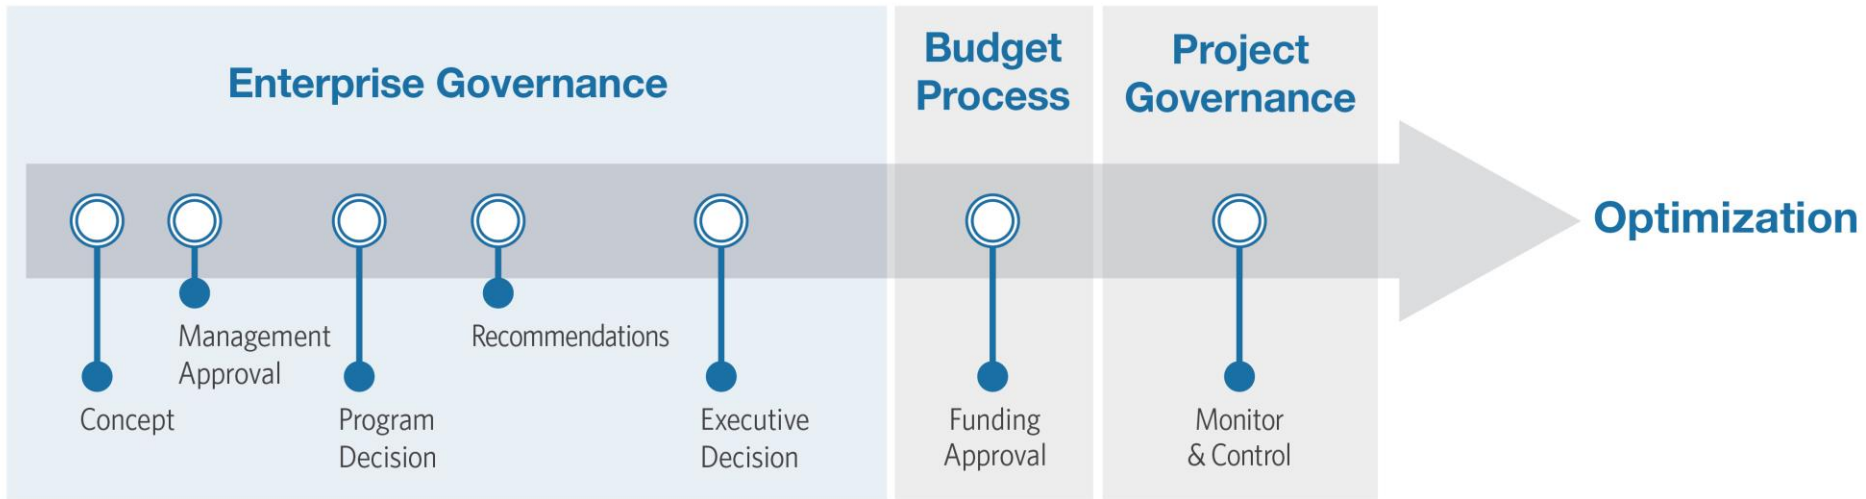 Enterprise Governance
Budget
Process
Project
Governance
Optimization
Concept
Management
Approval
Program
Decision
Recommendations
Executive
Decision
Funding
Approval
Monitor
& Control